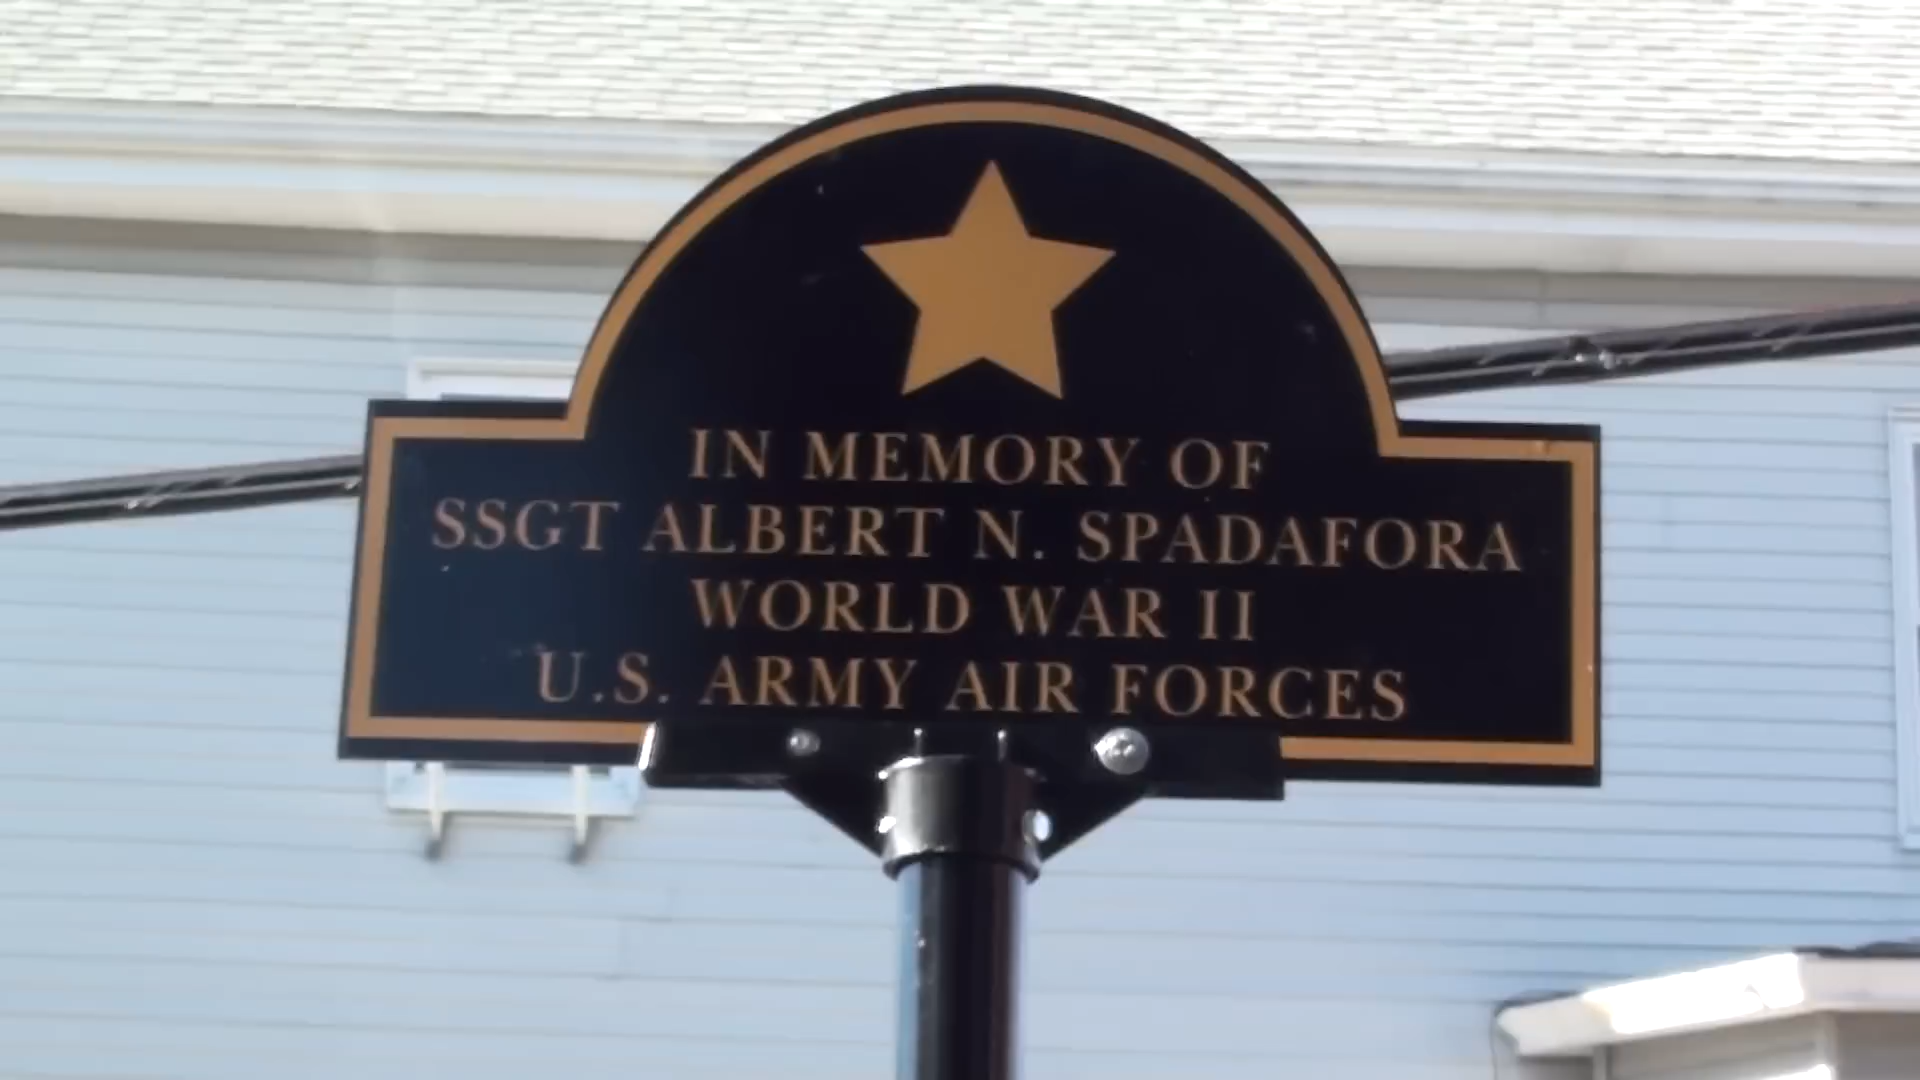 IN MEMORY OF
SSGT ALBERT N. SPADAFORA
WORLD WAR II
U.S. ARMY AIR FORCES